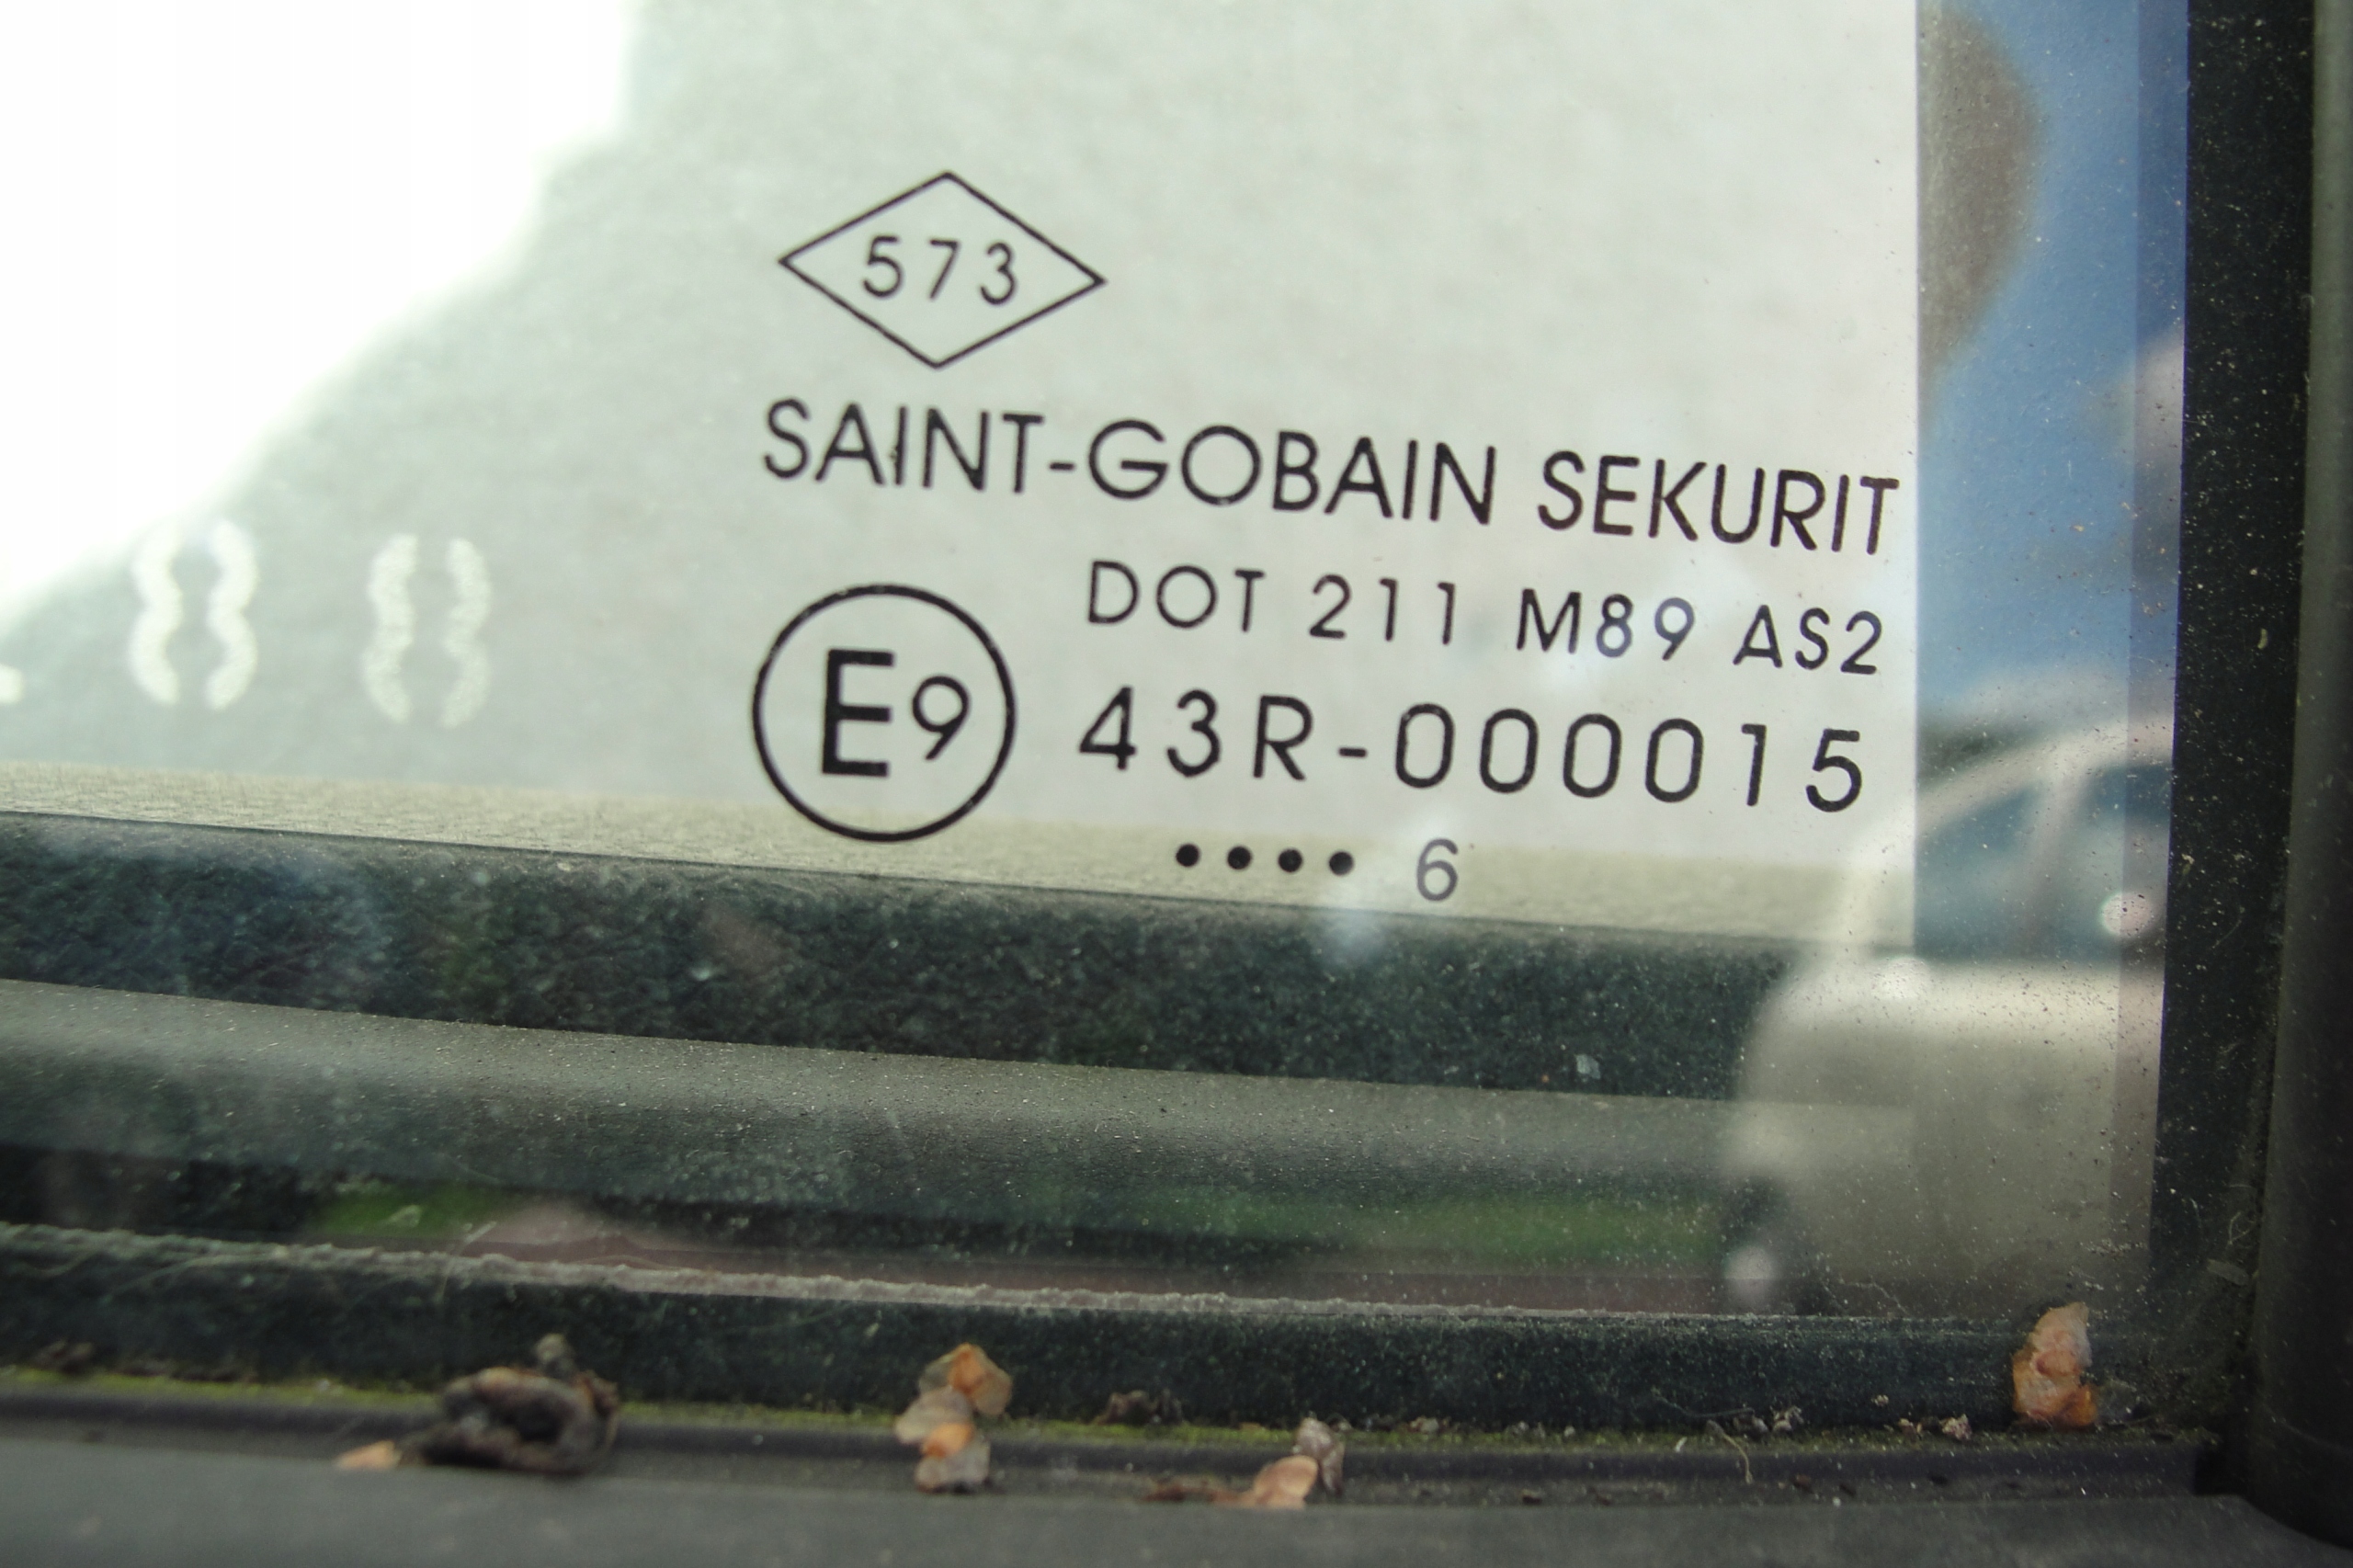 573
SAINT-GOBAIN SEKURIT
DOT 211 M89 AS2
E9 43R-000015
•••• 6